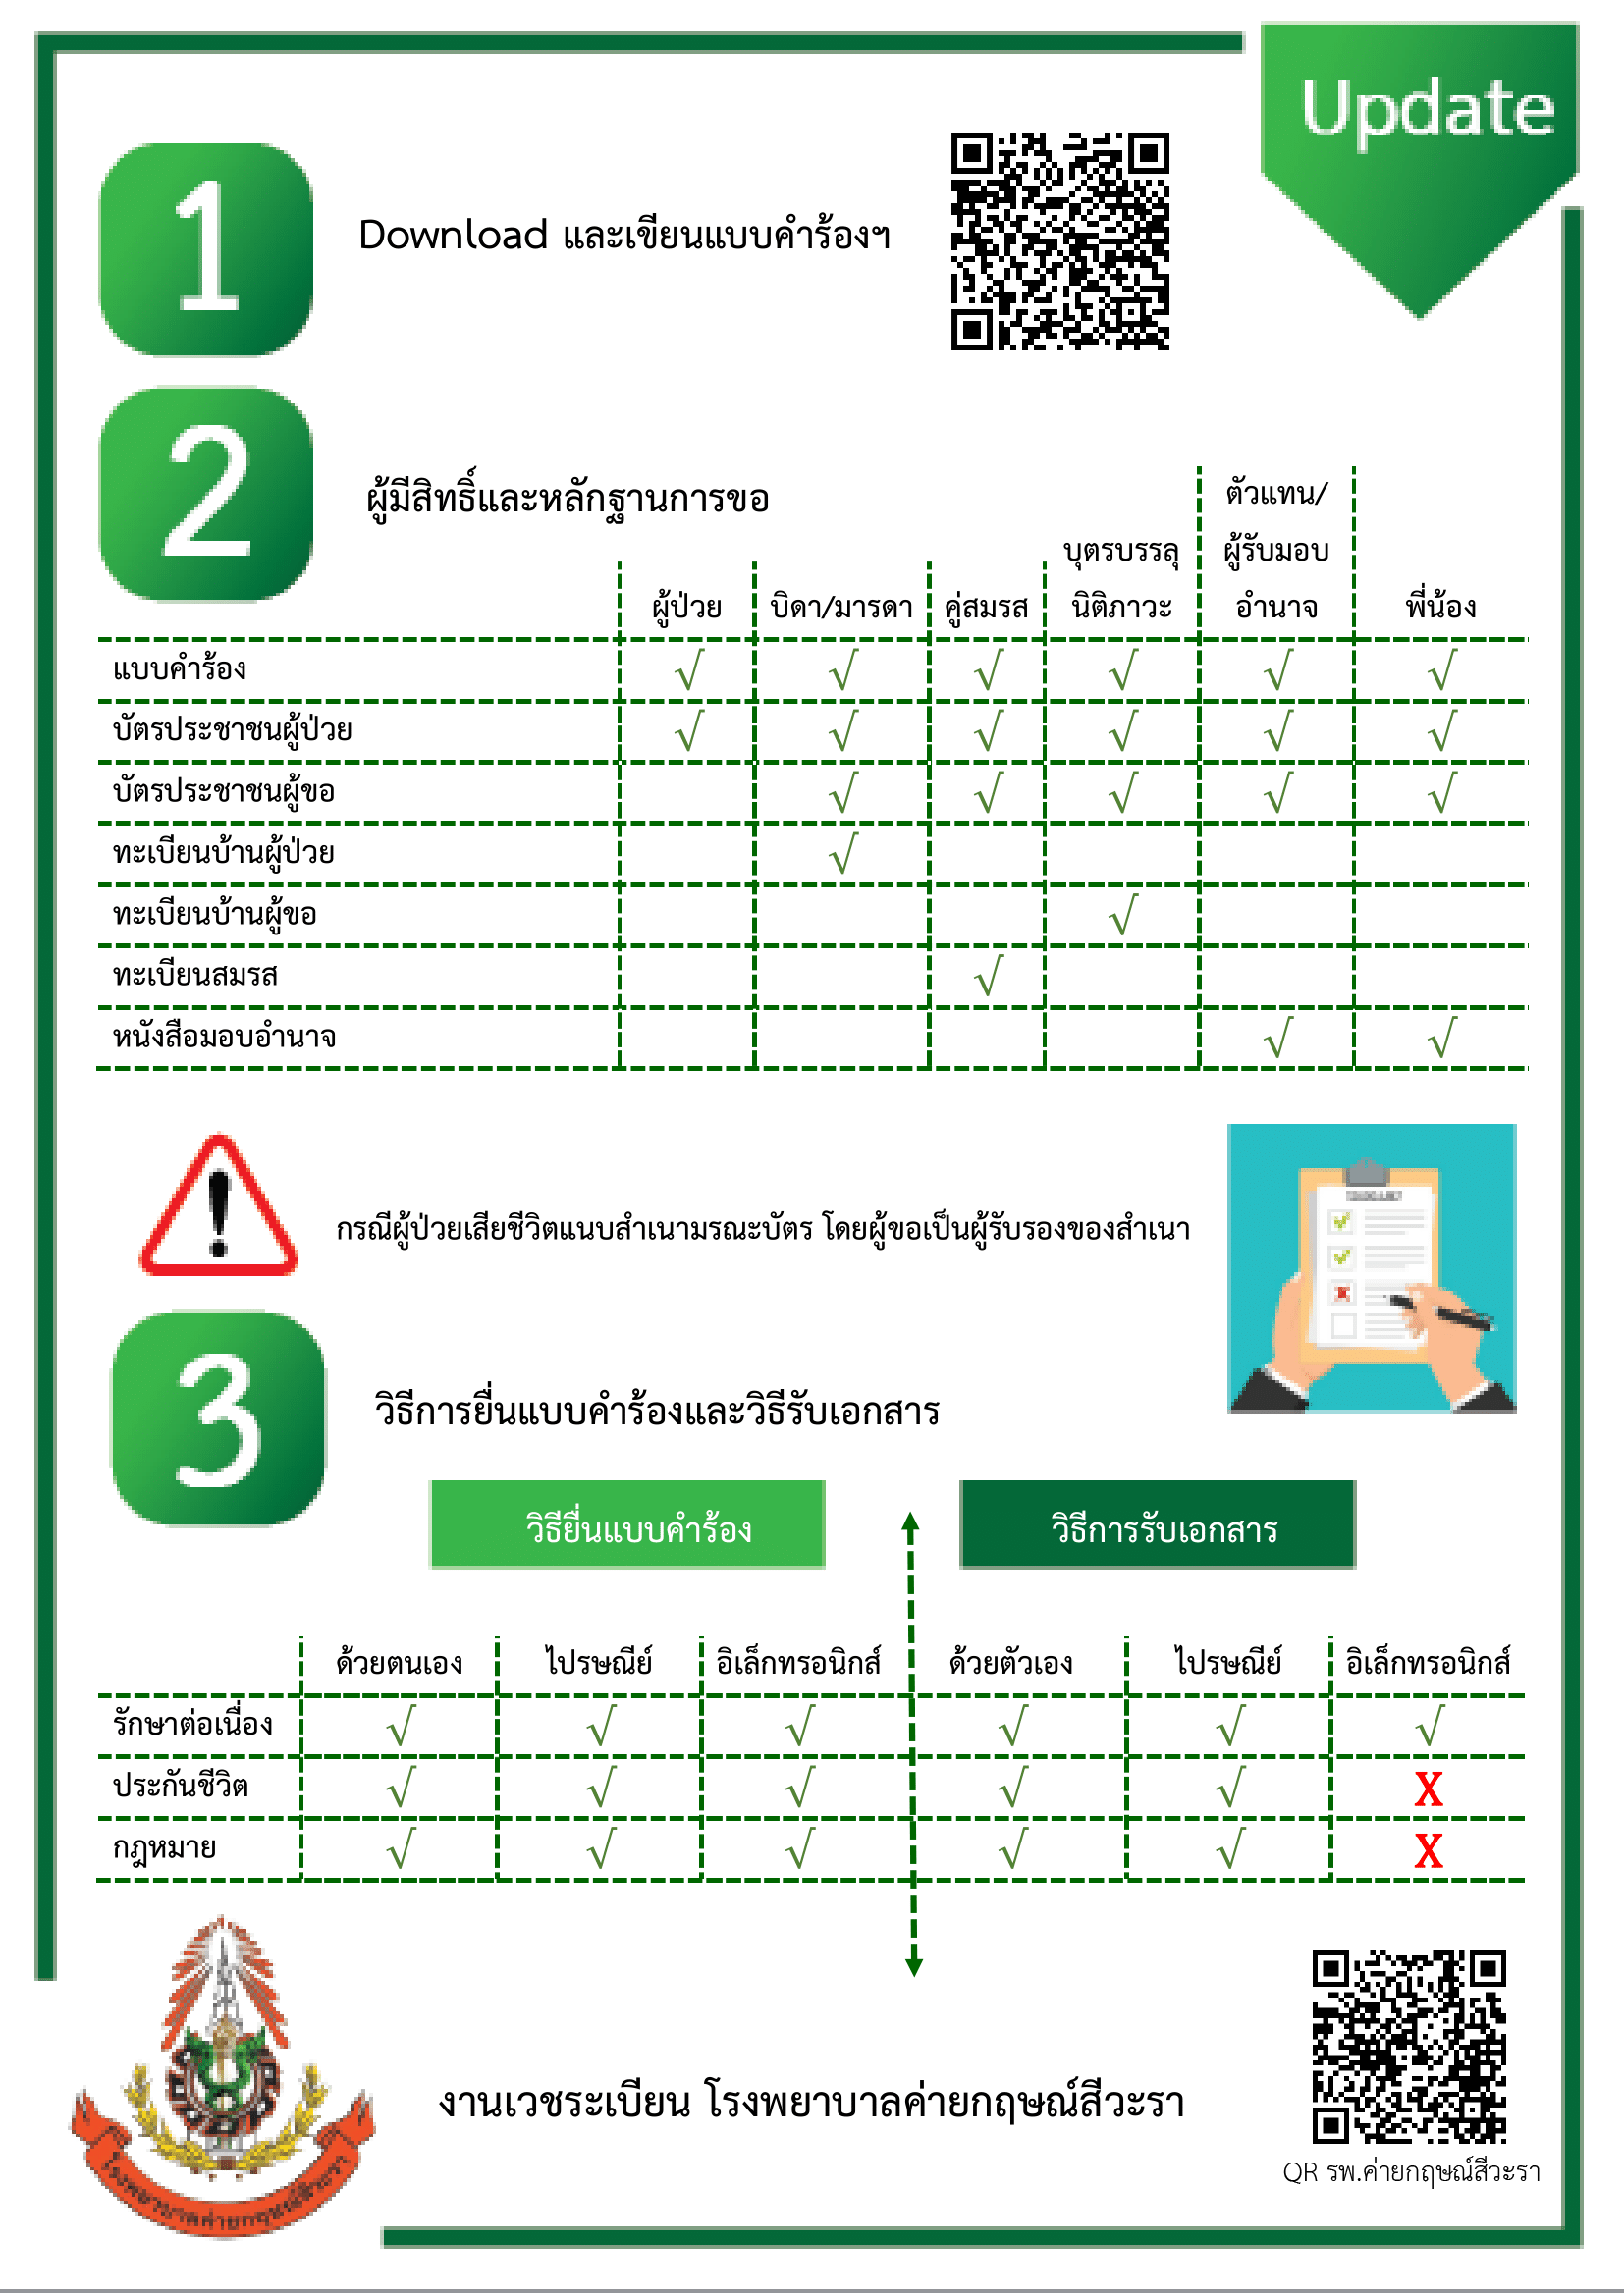 Update
1
Download และเขียนแบบคำร้องฯ
2
ผู้มีสิทธิ์และหลักฐานการขอ
ผู้ป่วย บิดา/มารดา คู่สมรส บุตรบรรลุนิติภาวะ ตัวแทน/ผู้รับมอบอำนาจ พี่น้อง
แบบคำร้อง √ √ √ √ √ √
บัตรประชาชนผู้ป่วย √ √ √ √ √ √
บัตรประชาชนผู้ขอ √ √ √ √ √
ทะเบียนบ้านผู้ป่วย √
ทะเบียนบ้านผู้ขอ √
ทะเบียนสมรส √
หนังสือมอบอำนาจ √ √
กรณีผู้ป่วยเสียชีวิตแนบสำเนามรณะบัตร โดยผู้ขอเป็นผู้รับรองของสำเนา
3
วิธีการยื่นแบบคำร้องและวิธีรับเอกสาร
วิธียื่นแบบคำร้อง วิธีการรับเอกสาร
ด้วยตนเอง ไปรษณีย์ อิเล็กทรอนิกส์ ด้วยตัวเอง ไปรษณีย์ อิเล็กทรอนิกส์
รักษาต่อเนื่อง √ √ √ √ √ √
ประกันชีวิต √ √ √ √ √ X
กฎหมาย √ √ √ √ √ X
งานเวชระเบียน โรงพยาบาลค่ายกฤษณ์สีวะรา
โรงพยาบาลค่ายกฤษณ์สีวะรา
QR รพ.ค่ายกฤษณ์สีวะรา